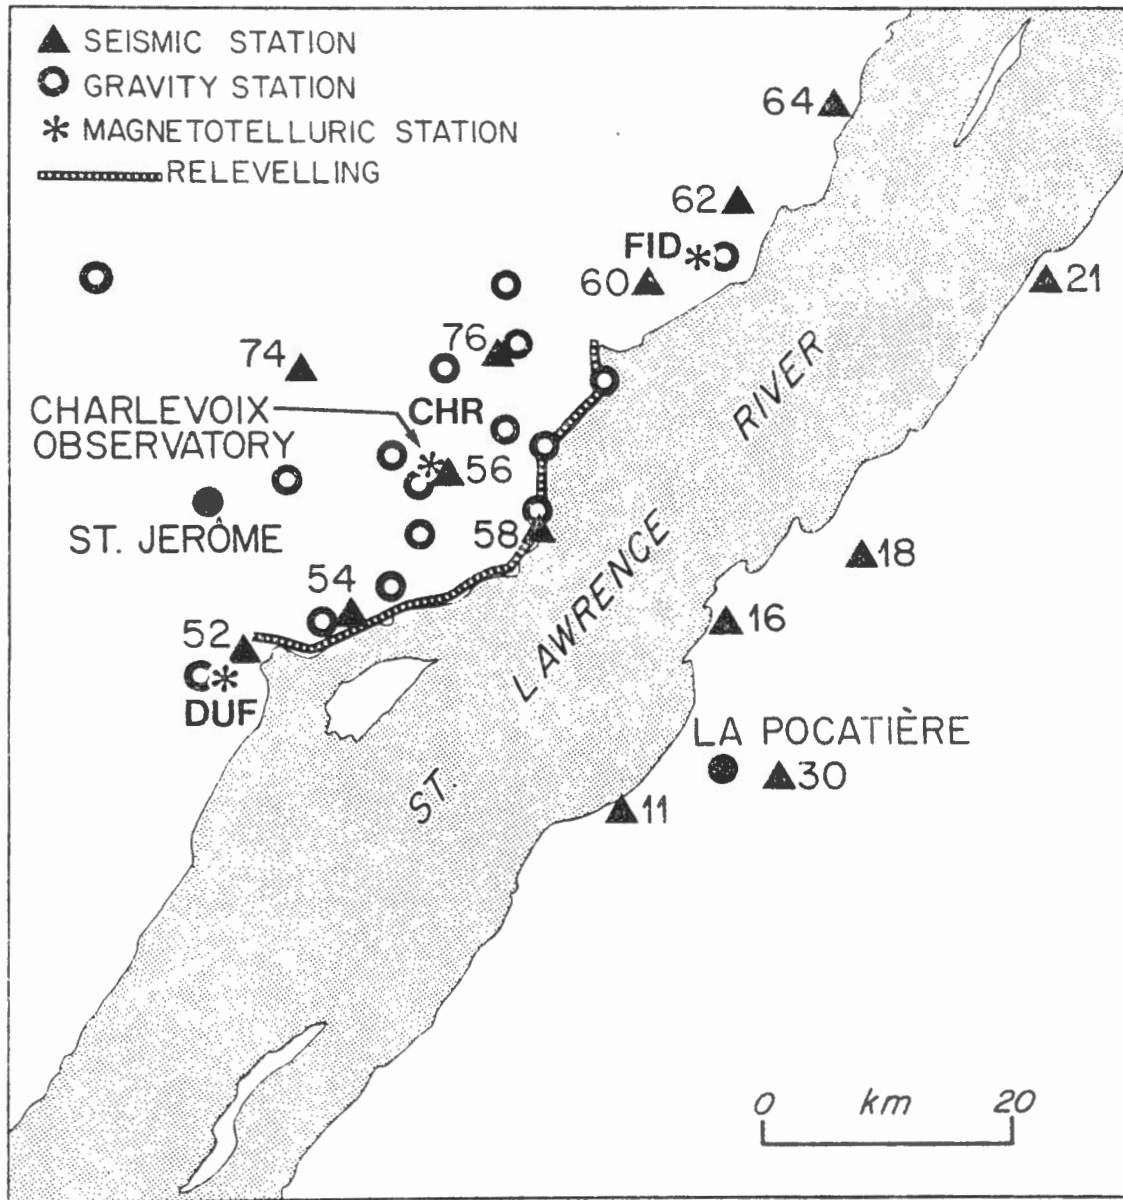 SEISMIC STATION
GRAVITY STATION
MAGNETOTELLURIC STATION
RELEVELLING
64
62
FID
60
21
76
74
CHARLEVOIX
OBSERVATORY
CHR
56
RIVER
ST. JERÔME
58
18
LAWRENCE
54
16
52
DUF
LA POCATIÈRE
30
ST.
11
0 km 20